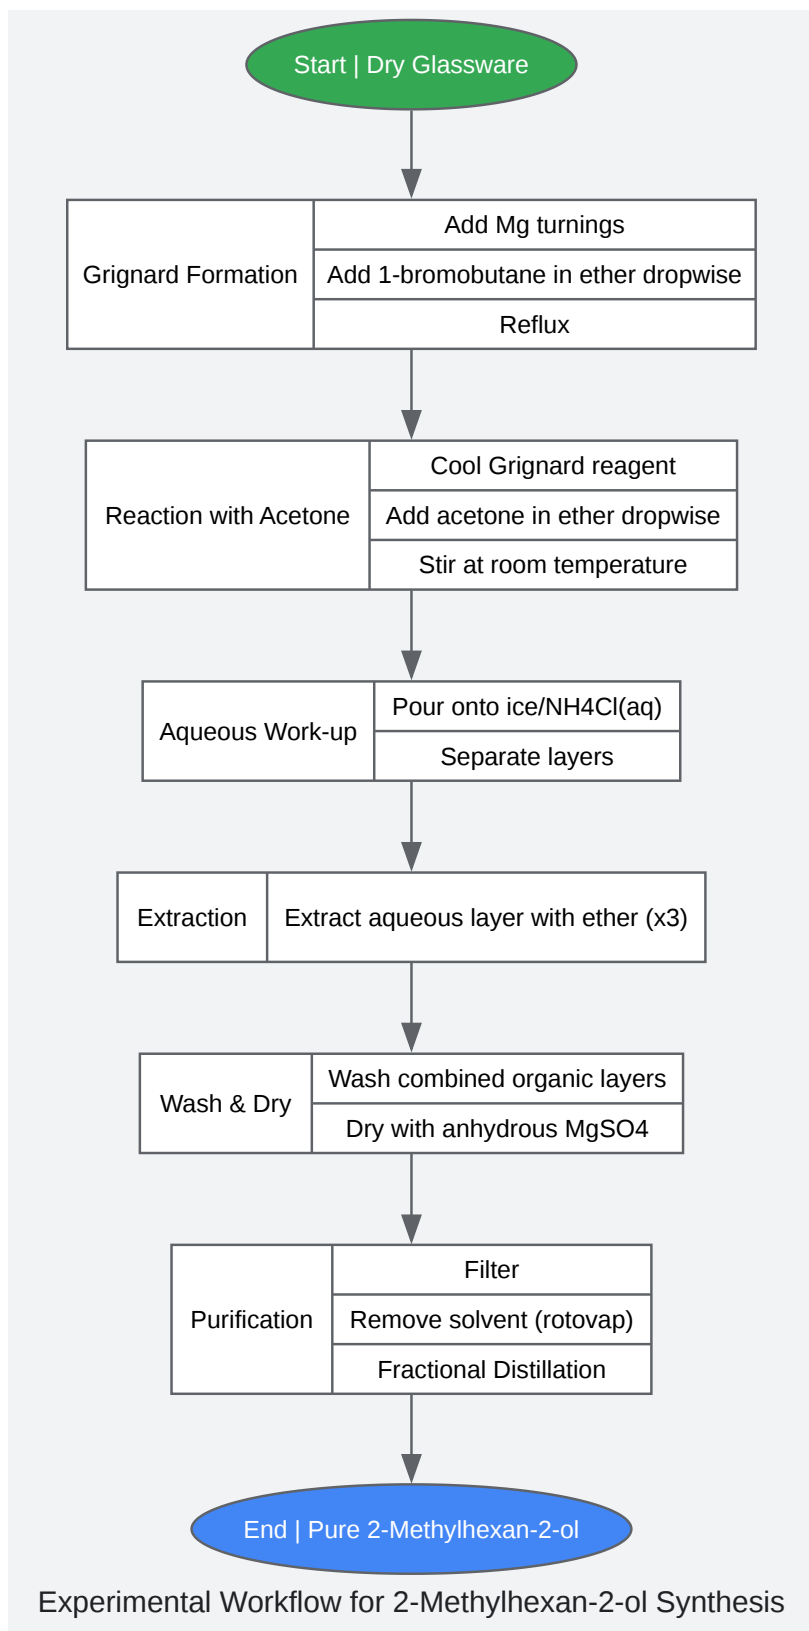 Start | Dry Glassware
Grignard Formation
Add Mg turnings
Add 1-bromobutane in ether dropwise
Reflux
Reaction with Acetone
Cool Grignard reagent
Add acetone in ether dropwise
Stir at room temperature
Aqueous Work-up
Pour onto ice/NH4Cl(aq)
Separate layers
Extraction
Extract aqueous layer with ether (x3)
Wash & Dry
Wash combined organic layers
Dry with anhydrous MgSO4
Purification
Filter
Remove solvent (rotovap)
Fractional Distillation
End | Pure 2-Methylhexan-2-ol
Experimental Workflow for 2-Methylhexan-2-ol Synthesis